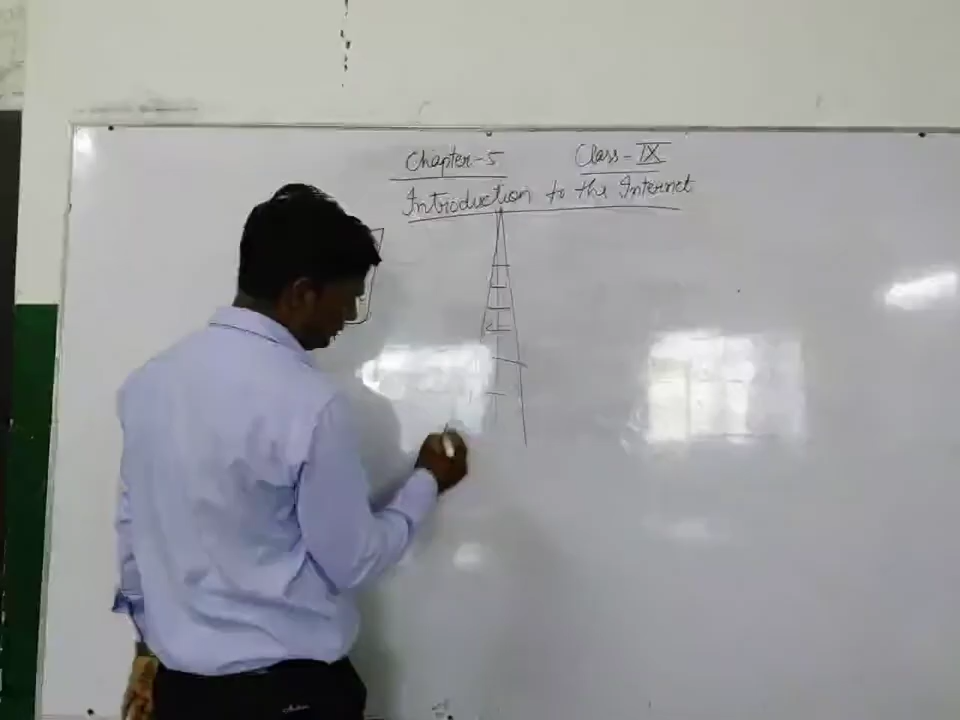 Chapter-5 Class-IX
Introduction to the Internet